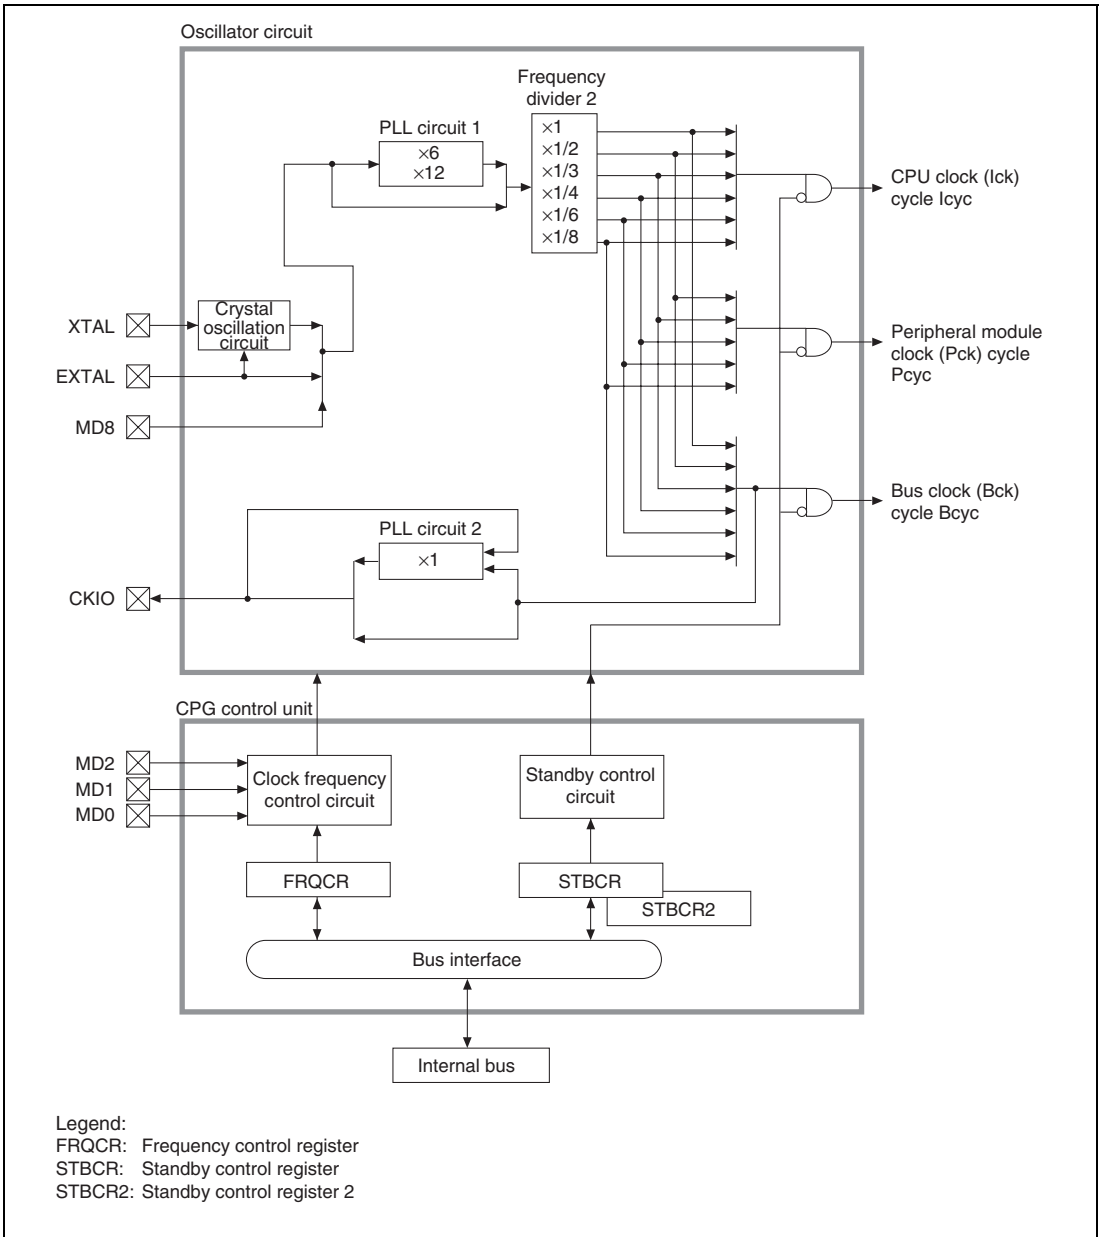 Oscillator circuit
Frequency
divider 2
PLL circuit 1
×6
×12
×1
×1/2
×1/3
×1/4
×1/6
×1/8
CPU clock (Ick)
cycle Icyc
XTAL
Crystal
oscillation
circuit
EXTAL
MD8
Peripheral module
clock (Pck) cycle
Pcyc
Bus clock (Bck)
cycle Bcyc
PLL circuit 2
×1
CKIO
CPG control unit
MD2
MD1
MD0
Clock frequency
control circuit
Standby control
circuit
FRQCR
STBCR
STBCR2
Bus interface
Internal bus
Legend:
FRQCR: Frequency control register
STBCR: Standby control register
STBCR2: Standby control register 2